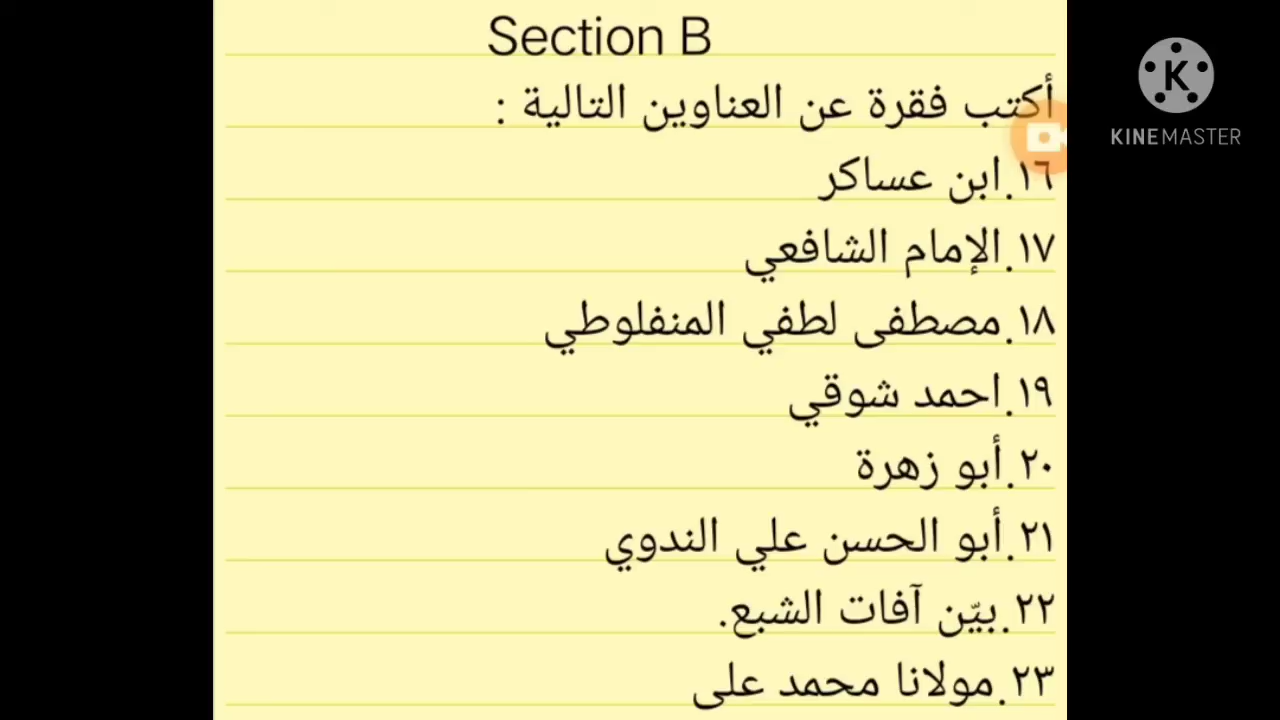 Section B
أكتب فقرة عن العناوين التالية :
١٦.ابن عساكر
١٧.الإمام الشافعي
١٨.مصطفى لطفي المنفلوطي
١٩.احمد شوقي
٢٠.أبو زهرة
٢١.أبو الحسن علي الندوي
٢٢.بيّن آفات الشبع.
٢٣.مولانا محمد على
K
KINEMASTER